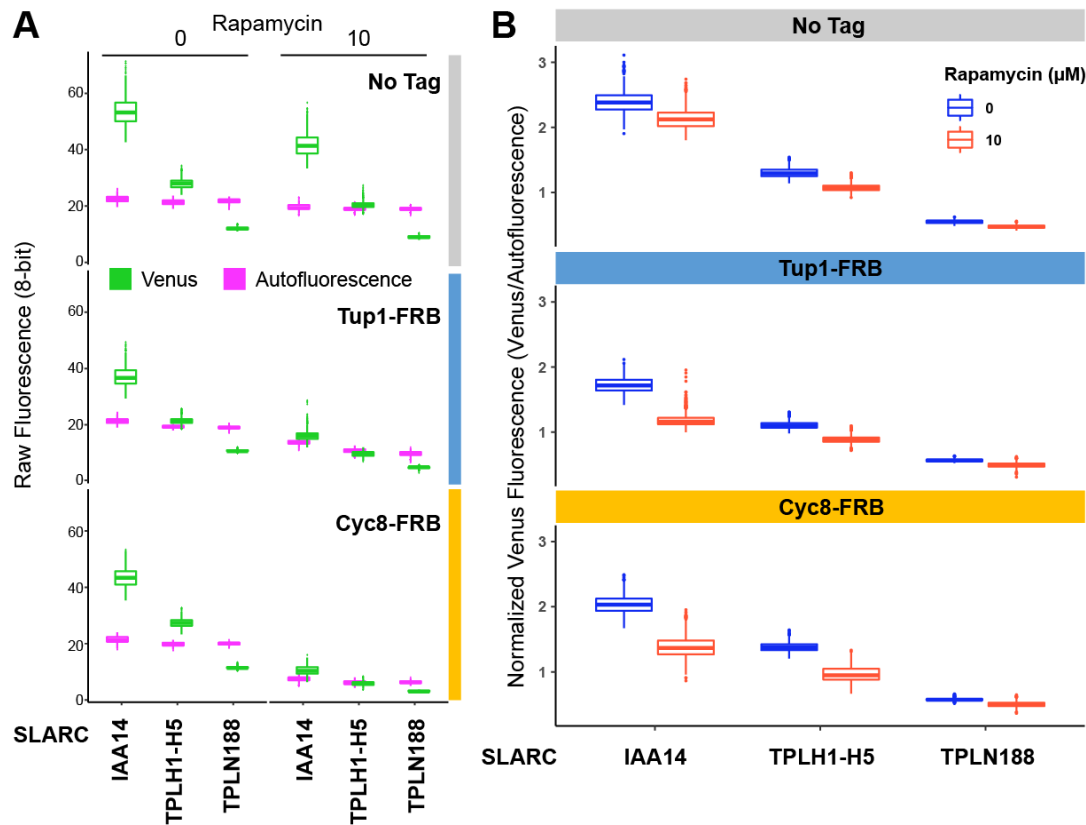 A
Rapamycin
0
10
No Tag
60
40
20
0
Venus
Autofluorescence
Tup1-FRB
60
40
20
0
Cyc8-FRB
60
40
20
0
Raw Fluorescence (8-bit)
SLARC
IAA14
TPLH1-H5
TPLN188
IAA14
TPLH1-H5
TPLN188
B
No Tag
Rapamycin (µM)
0
10
3
2
1
Tup1-FRB
3
2
1
Cyc8-FRB
3
2
1
Normalized Venus Fluorescence (Venus/Autofluorescence)
SLARC
IAA14
TPLH1-H5
TPLN188